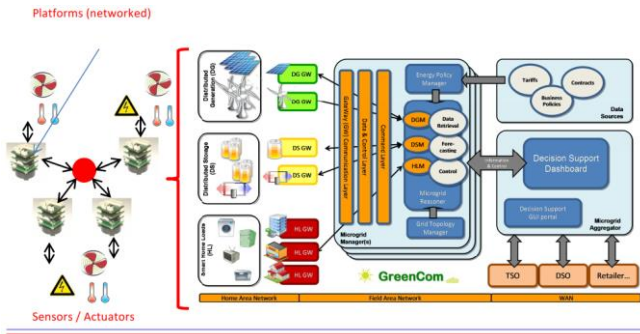 Platforms (networked)
Sensors / Actuators
Distributed
Generation (DG)
DG GW
DG GW
Distributed Storage
(DS)
DS GW
DS GW
Smart Home Loads
(HL)
HL GW
HL GW
HL GW
GateWay (GW) Communication Layer
Data & Control Layer
Command Layer
Energy Policy
Manager
DGM
Data
Retrieval
DSM
Fore-
casting
HLM
Control
Microgrid
Reasoner
Grid Topology
Manager
Microgrid
Manager(s)
GreenCom
Tariffs
Contracts
Business
Policies
Data
Sources
Information
& Control
Decision Support
Dashboard
Decision Support
GUI portal
Microgrid
Aggregator
TSO
DSO
Retailer...
Home Area Network
Field Area Network
WAN